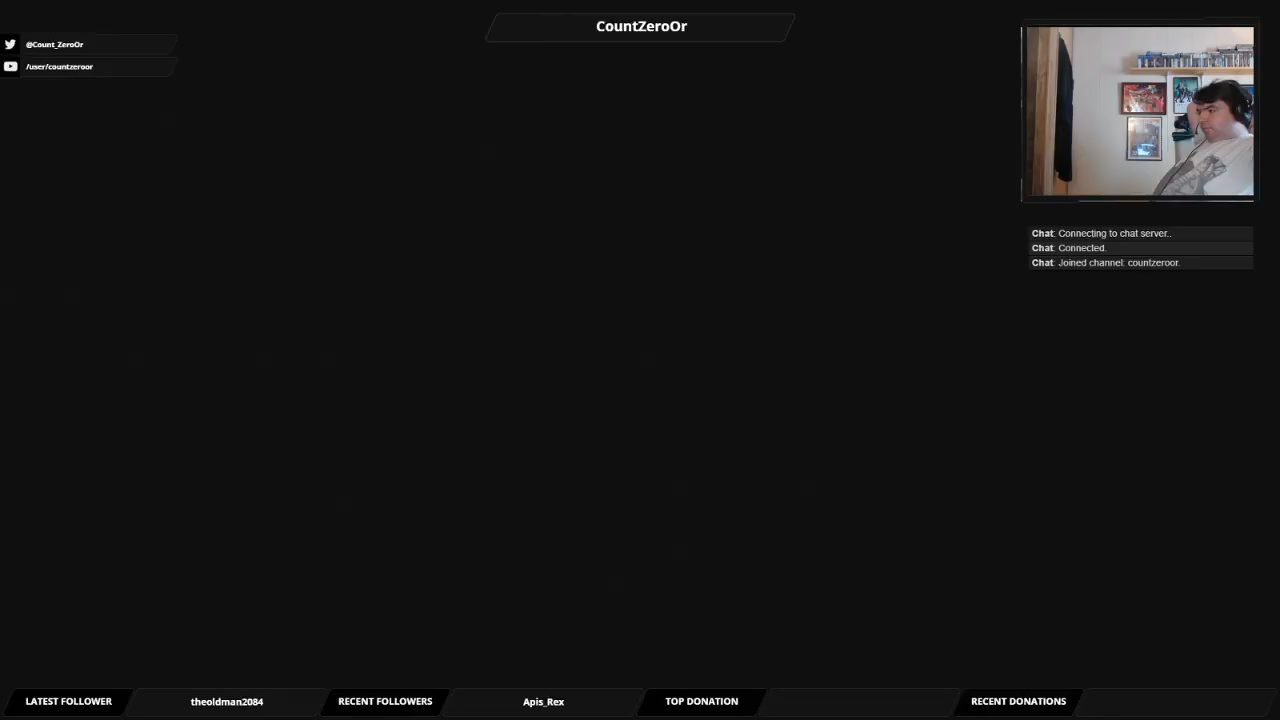 CountZeroOr
@Count_ZeroOr
/user/countzeroor
Chat: Connecting to chat server..
Chat: Connected.
Chat: Joined channel: countzeroor.
LATEST FOLLOWER theoldman2084 RECENT FOLLOWERS Apis_Rex TOP DONATION RECENT DONATIONS